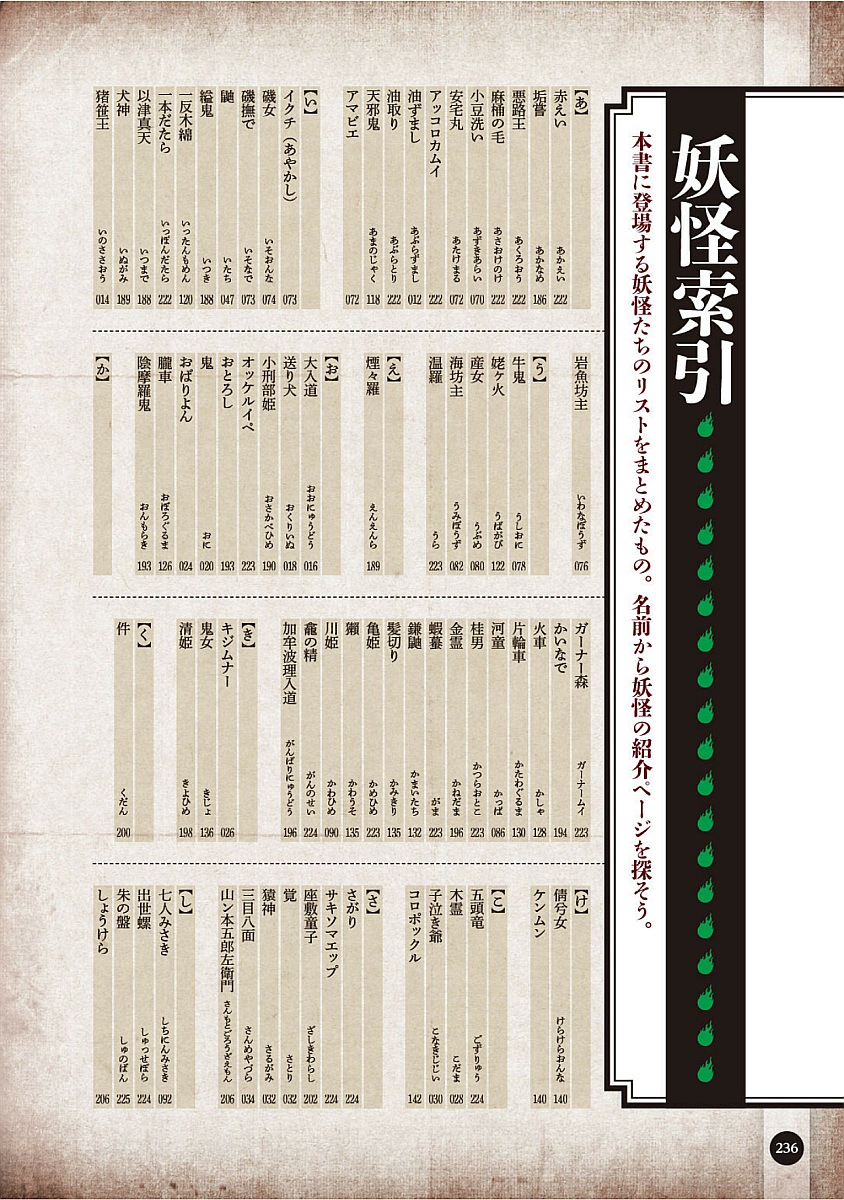 妖怪索引
本書に登場する妖怪たちのリストをまとめたもの。名前から妖怪の紹介ページを探そう。
【あ】
赤えい あかえい 222
垢嘗 あかなめ 186
悪路王 あくろおう 222
麻桶の毛 あさおけのけ 222
小豆洗い あずきあらい 070
安宅丸 あたけまる 072
アッコロカムイ 222
油ずまし あぶらずまし 012
油取り あぶらとり 222
天邪鬼 あまのじゃく 118
アマビエ 072
【い】
イクチ（あやかし） 073
磯女 いそおんな 074
磯撫で いそなで 073
鼬 いたち 047
縊鬼 いつき 188
一反木綿 いったんもめん 120
一本だたら いっぽんだたら 222
以津真天 いつまで 188
犬神 いぬがみ 189
猪笹王 いのささおう 014
岩魚坊主 いわなぼうず 076
【う】
牛鬼 うしおに 078
姥ヶ火 うばがび 122
産女 うぶめ 080
海坊主 うみぼうず 082
温羅 うら 223
【え】
煙々羅 えんえんら 189
【お】
大入道 おおにゅうどう 016
送り犬 おくりいぬ 018
小刑部姫 おさかべひめ 190
オッケルイペ 223
おとろし 193
鬼 おに 020
おばりよん 024
朧車 おぼろぐるま 126
陰摩羅鬼 おんもらき 193
【か】
ガーナー森 ガーナームイ 223
かいなで 194
火車 かしゃ 128
片輪車 かたわぐるま 130
河童 かっぱ 086
桂男 かつらおとこ 223
金霊 かねだま 196
蝦蟇 がま 223
鎌鼬 かまいたち 132
髪切り かみきり 135
亀姫 かめひめ 223
獺 かわうそ 135
川姫 かわひめ 090
龕の精 がんのせい 224
加牟波理入道 がんばりにゅうどう 196
【き】
キジムナー 026
鬼女 きじょ 136
清姫 きよひめ 198
【く】
件 くだん 200
【け】
倩兮女 けらけらおんな 140
ケンムン 140
【こ】
五頭竜 ごずりゅう 224
木霊 こだま 028
子泣き爺 こなきじじい 030
コロポックル 142
【さ】
さがり 224
サキソマエップ 224
座敷童子 ざしきわらし 202
覚 さとり 032
猿神 さるがみ 032
三目八面 さんめやづら 034
山ン本五郎左衛門 さんもとごろうざえもん 206
【し】
七人みさき しちにんみさき 092
出世螺 しゅっせぼら 224
朱の盤 しゅのばん 225
しょうけら 206
236